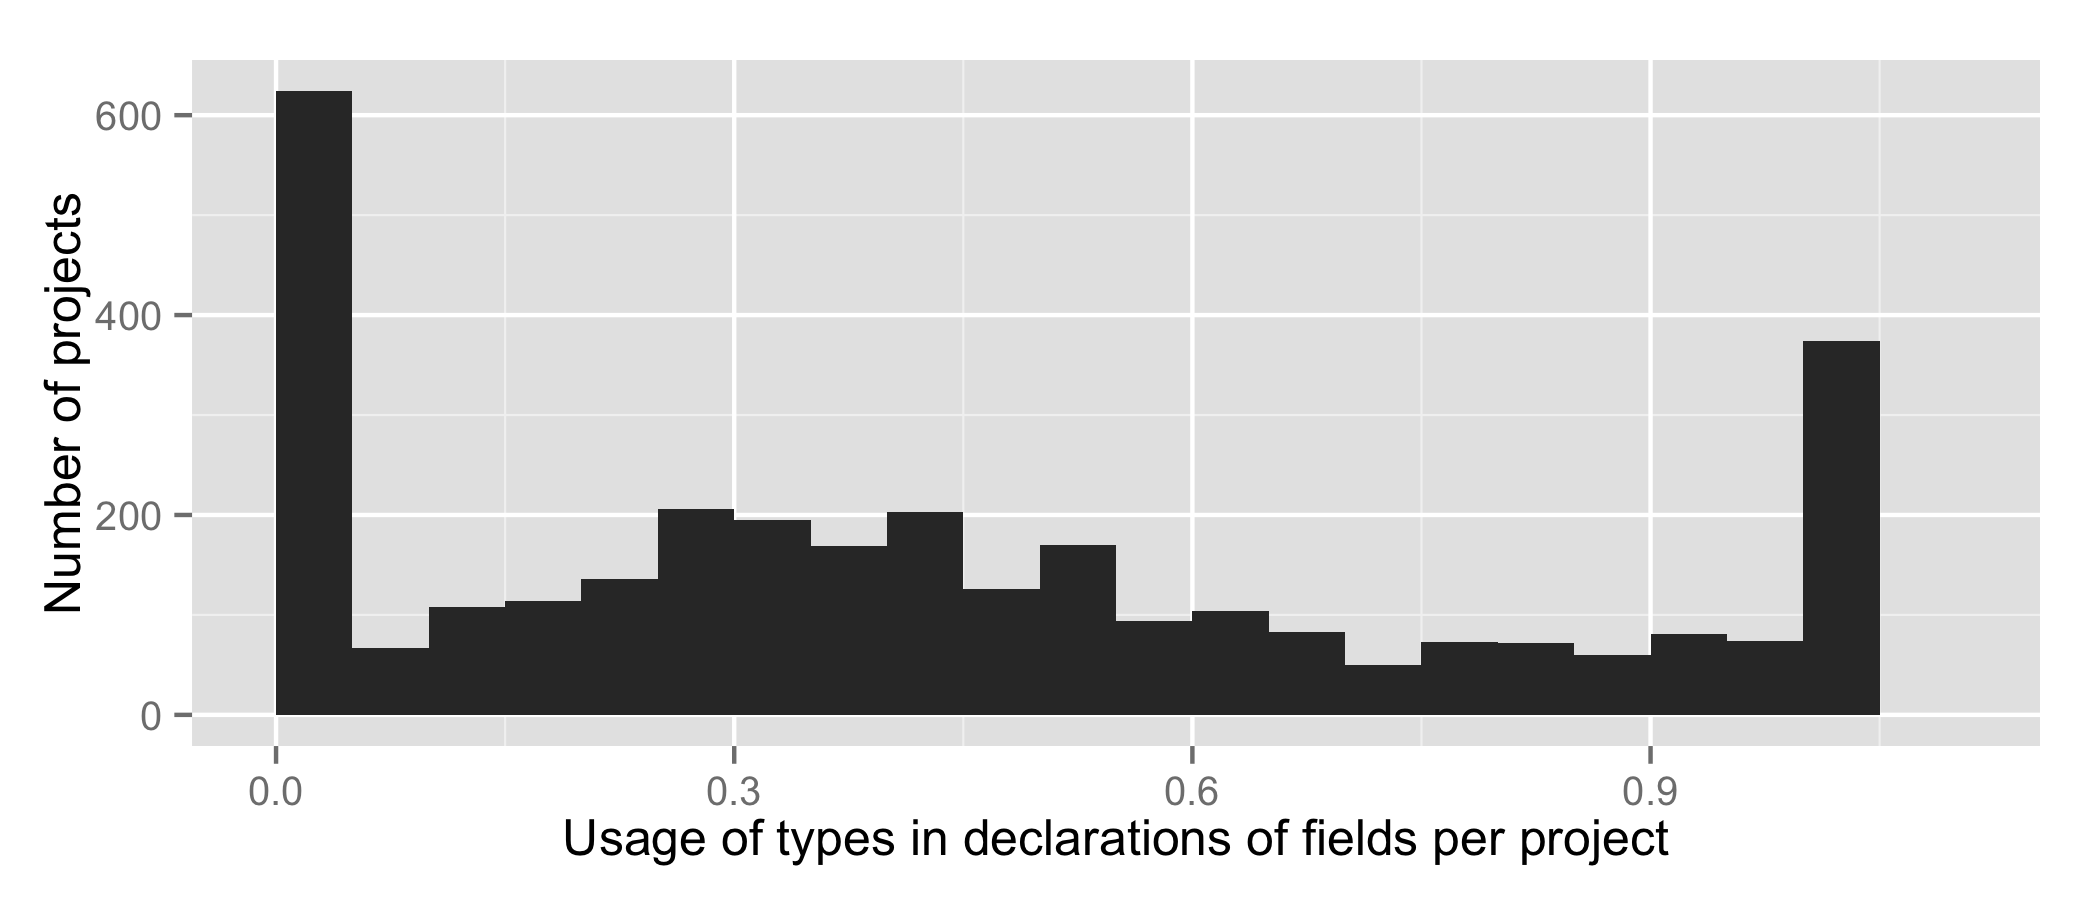 Number of projects
600
400
200
0
0.0 0.3 0.6 0.9
Usage of types in declarations of fields per project